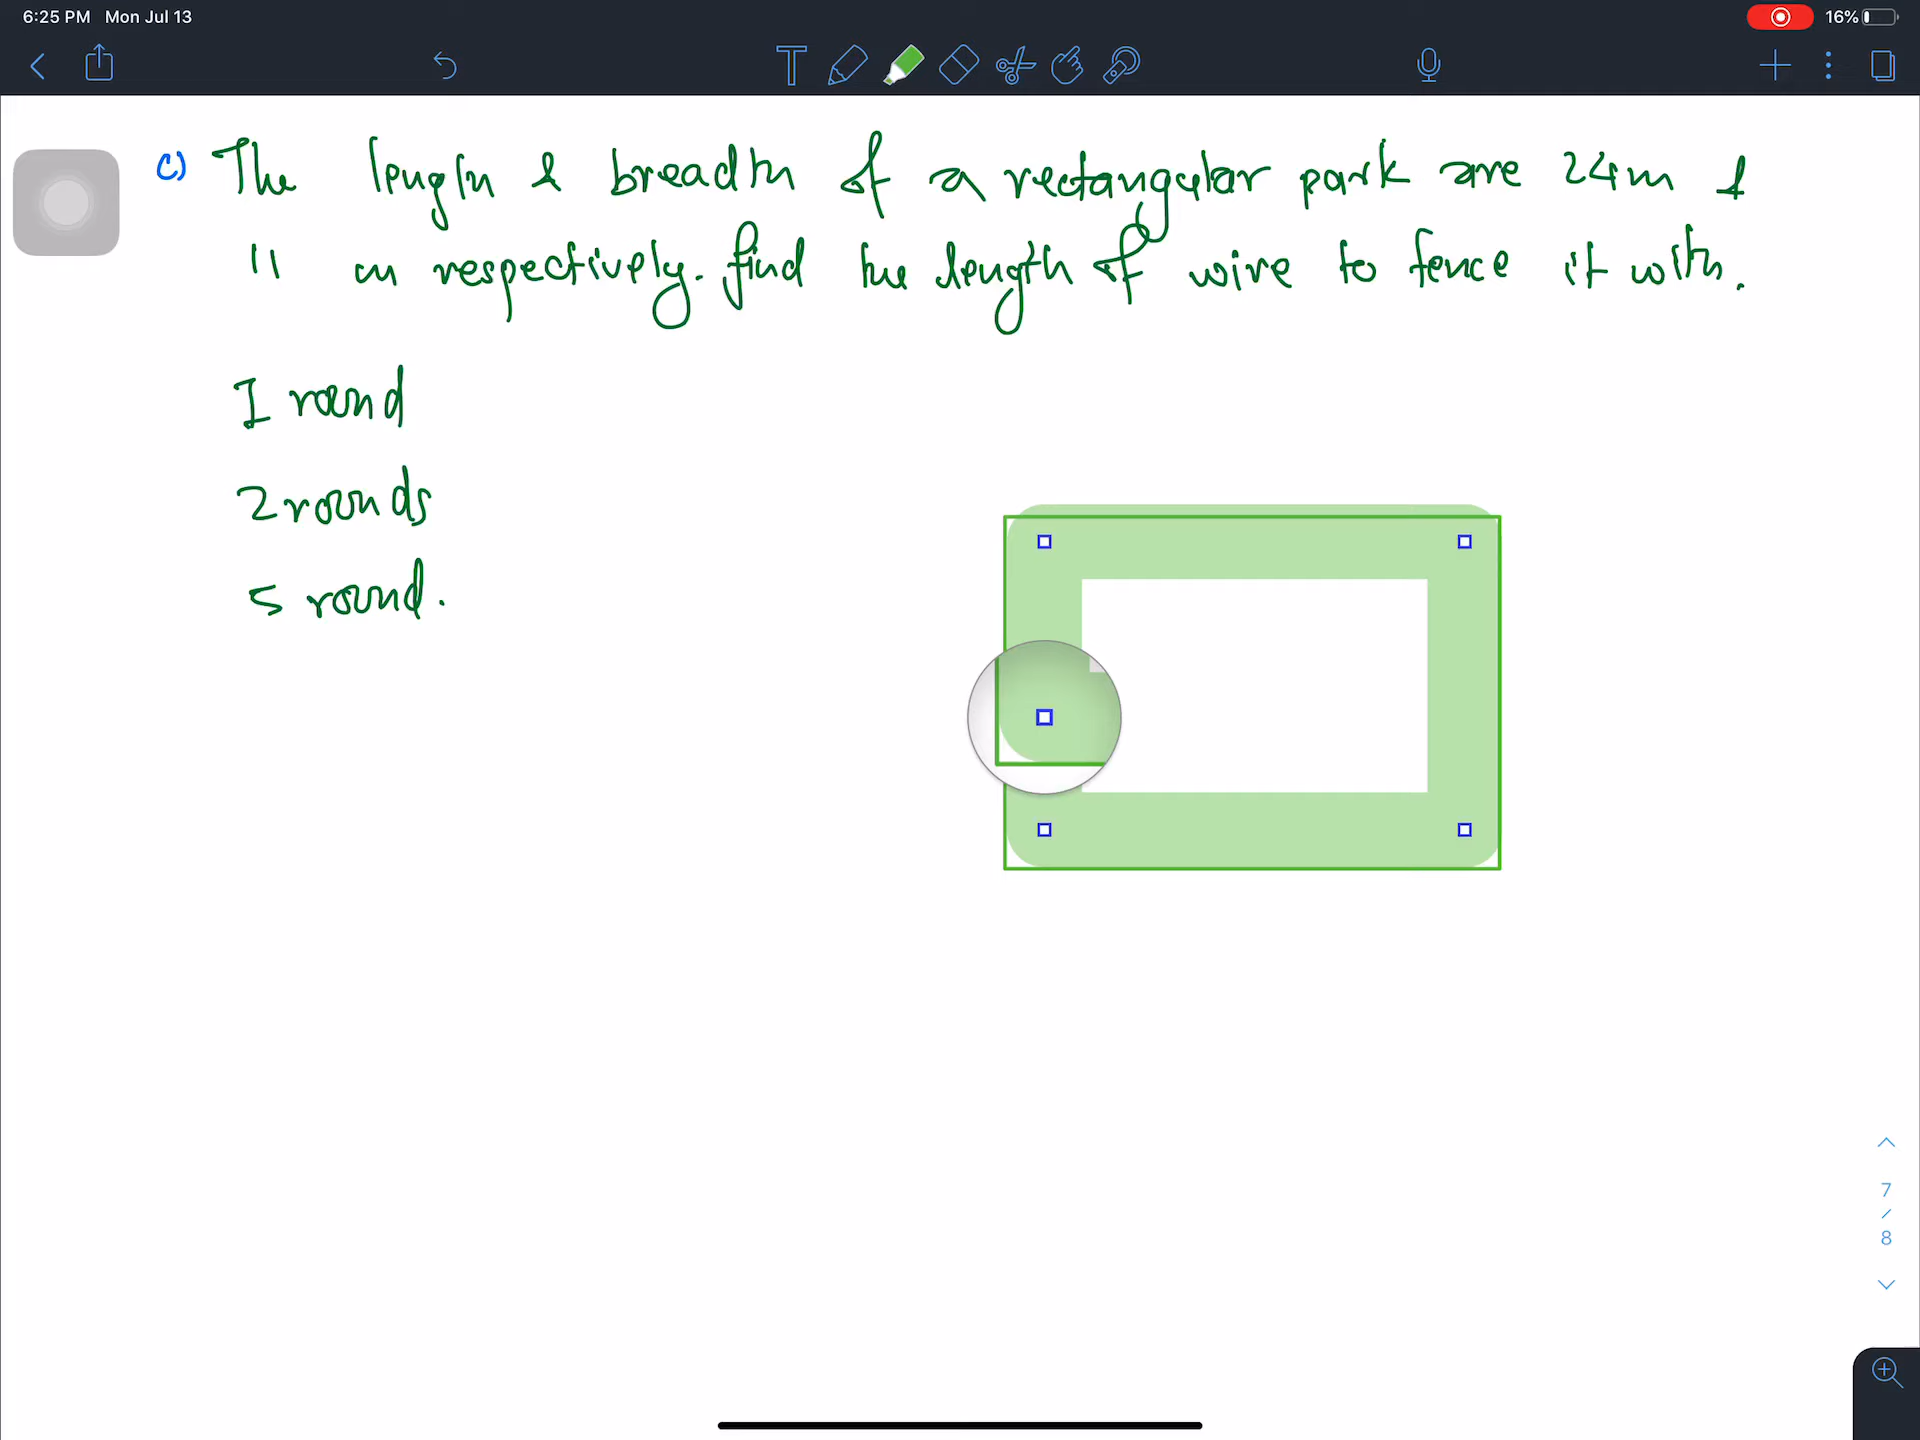 6:25 PM Mon Jul 13
16%
c) The length & breadth of a rectangular park are 24m &
11 m respectively. find the length of wire to fence it with.
1 round
2 rounds
5 round.
7
/
8